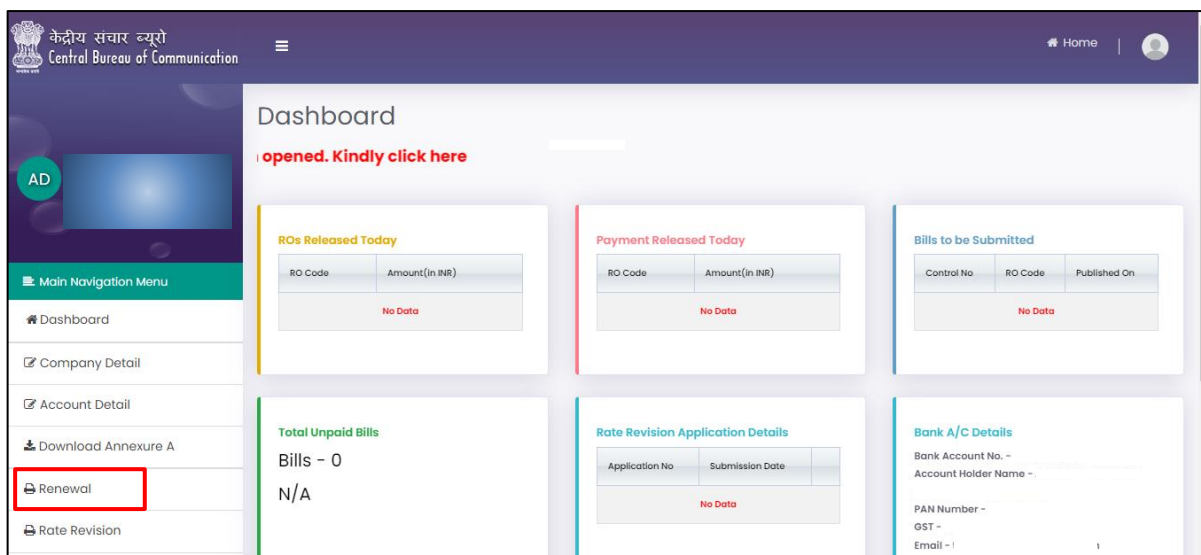 केंद्रीय संचार ब्यूरो
Central Bureau of Communication
Home |
AD
Main Navigation Menu
Dashboard
Company Detail
Account Detail
Download Annexure A
Renewal
Rate Revision
Dashboard
opened. Kindly click here
ROs Released Today
RO Code Amount(in INR)
No Data
Payment Released Today
RO Code Amount(in INR)
No Data
Bills to be Submitted
Control No RO Code Published On
No Data
Total Unpaid Bills
Bills - 0
N/A
Rate Revision Application Details
Application No Submission Date
No Data
Bank A/C Details
Bank Account No. -
Account Holder Name -
PAN Number -
GST -
Email -